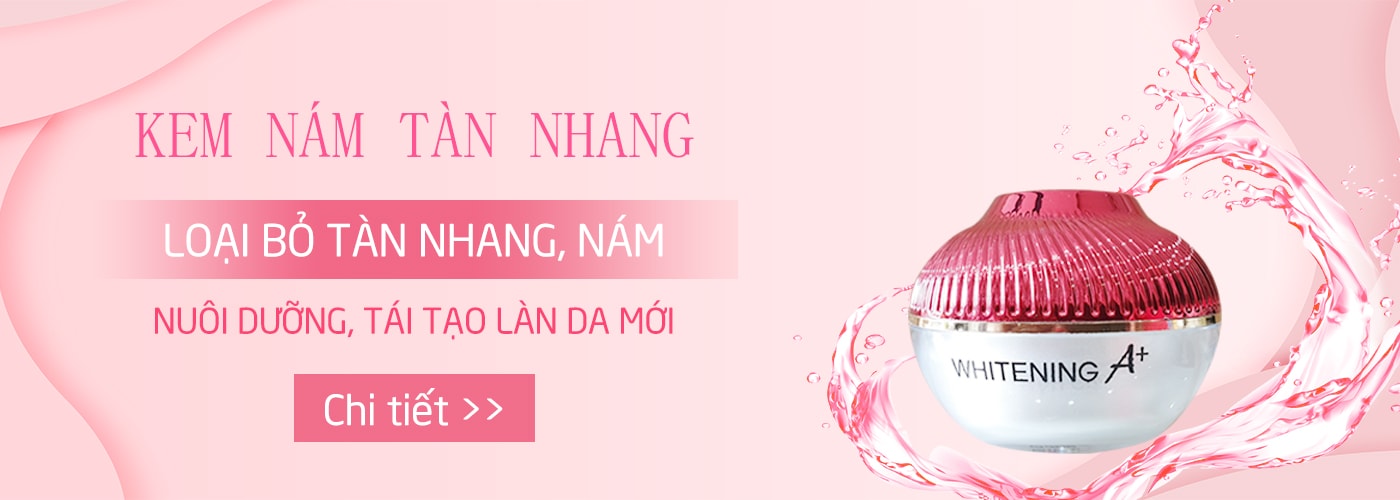 KEM NÁM TÀN NHANG
LOẠI BỎ TÀN NHANG, NÁM
NUÔI DƯỠNG, TÁI TẠO LÀN DA MỚI
Chi tiết >>
WHITENING A+